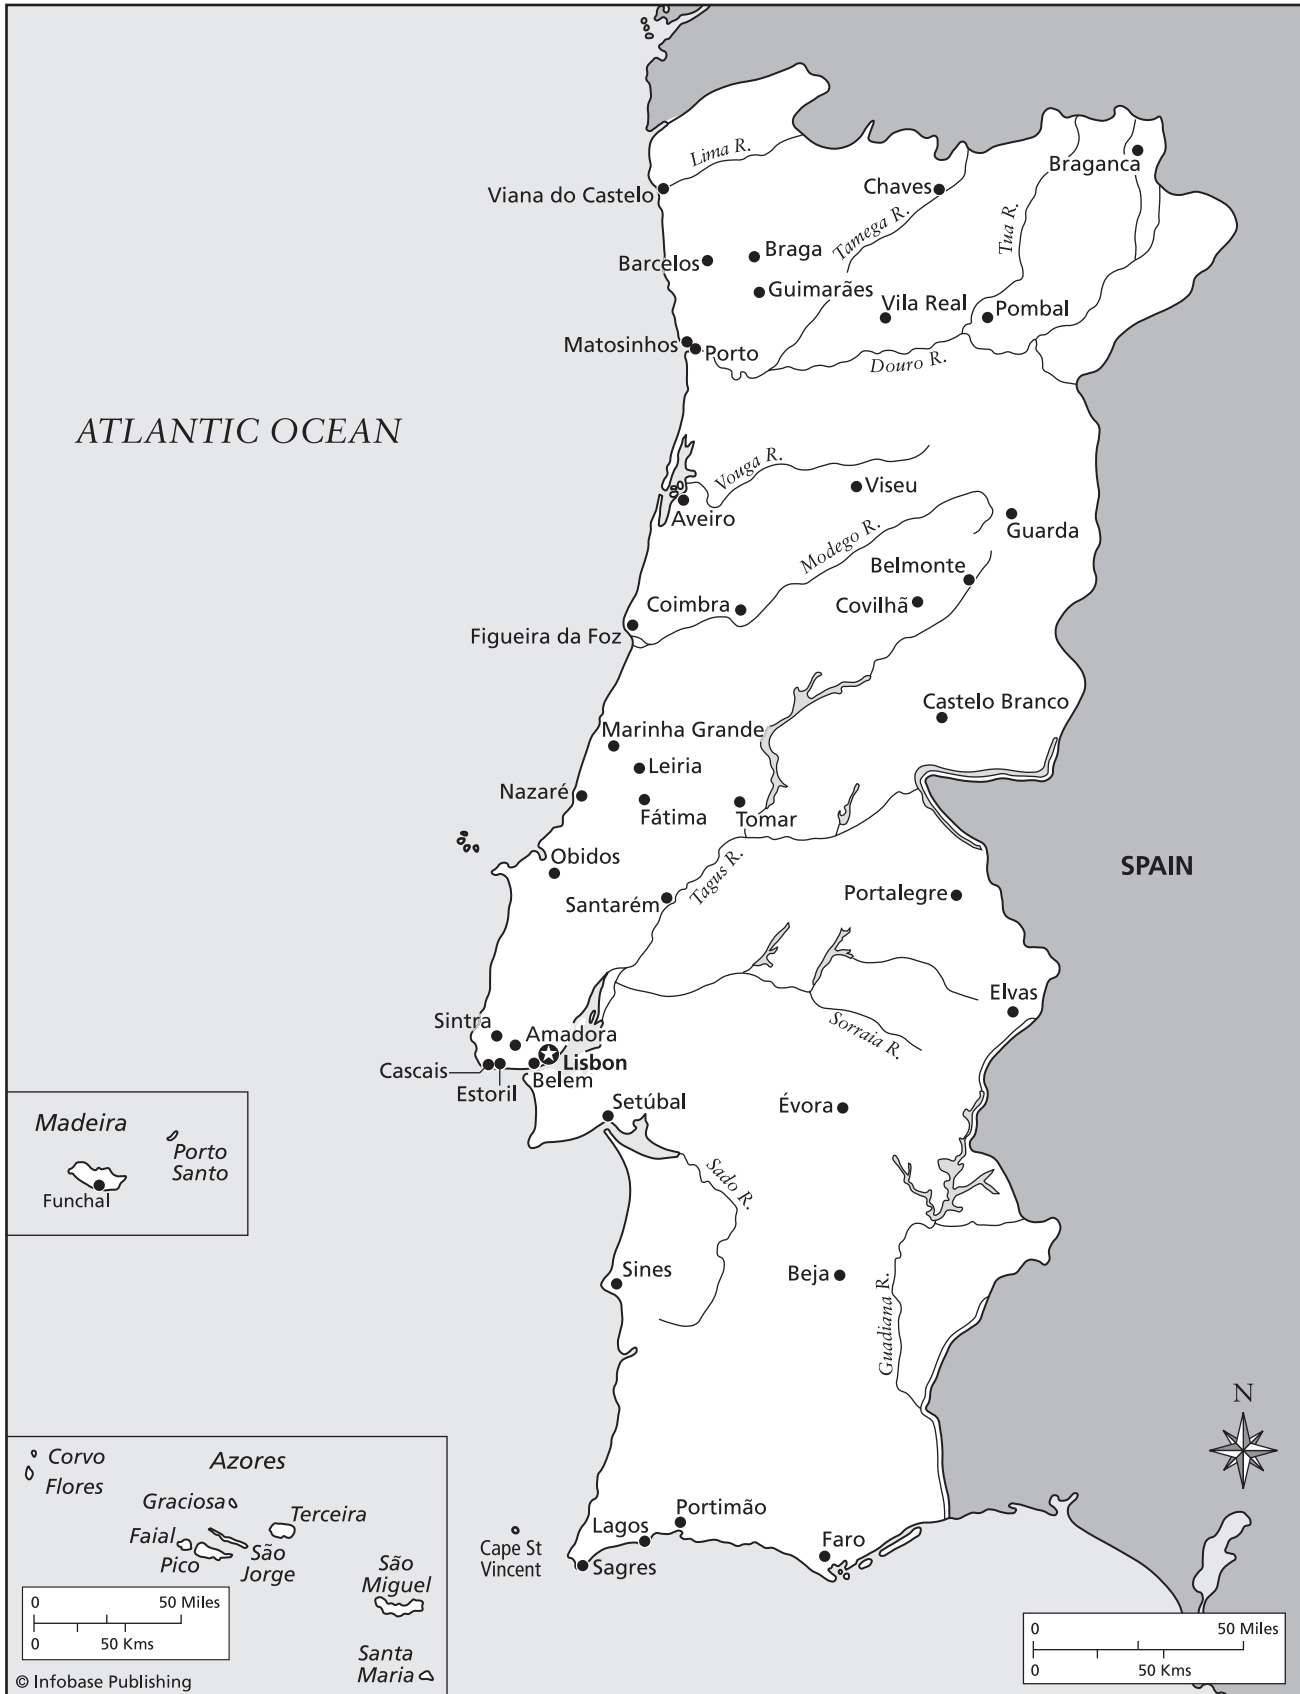 Lima R.
Braganca
Viana do Castelo
Chaves
Tamega R.
Tua R.
Barcelos
Braga
Guimarães
Vila Real
Pombal
Matosinhos
Porto
Douro R.
ATLANTIC OCEAN
Vouga R.
Viseu
Aveiro
Guarda
Modego R.
Belmonte
Covilhã
Coimbra
Figueira da Foz
Castelo Branco
Marinha Grande
Leiria
Nazaré
Fátima
Tomar
Obidos
SPAIN
Tagus R.
Santarém
Portalegre
Elvas
Sorraia R.
Sintra
Amadora
Lisbon
Cascais
Estoril
Belem
Setúbal
Évora
Madeira
Porto
Santo
Funchal
Sado R.
Sines
Beja
Guadiana R.
N
Corvo
Flores
Azores
Graciosa
Terceira
Faial
Pico
São
Jorge
São
Miguel
Santa
Maria
0 50 Miles
0 50 Kms
© Infobase Publishing
Portimão
Lagos
Faro
Cape St
Vincent
Sagres
0 50 Miles
0 50 Kms